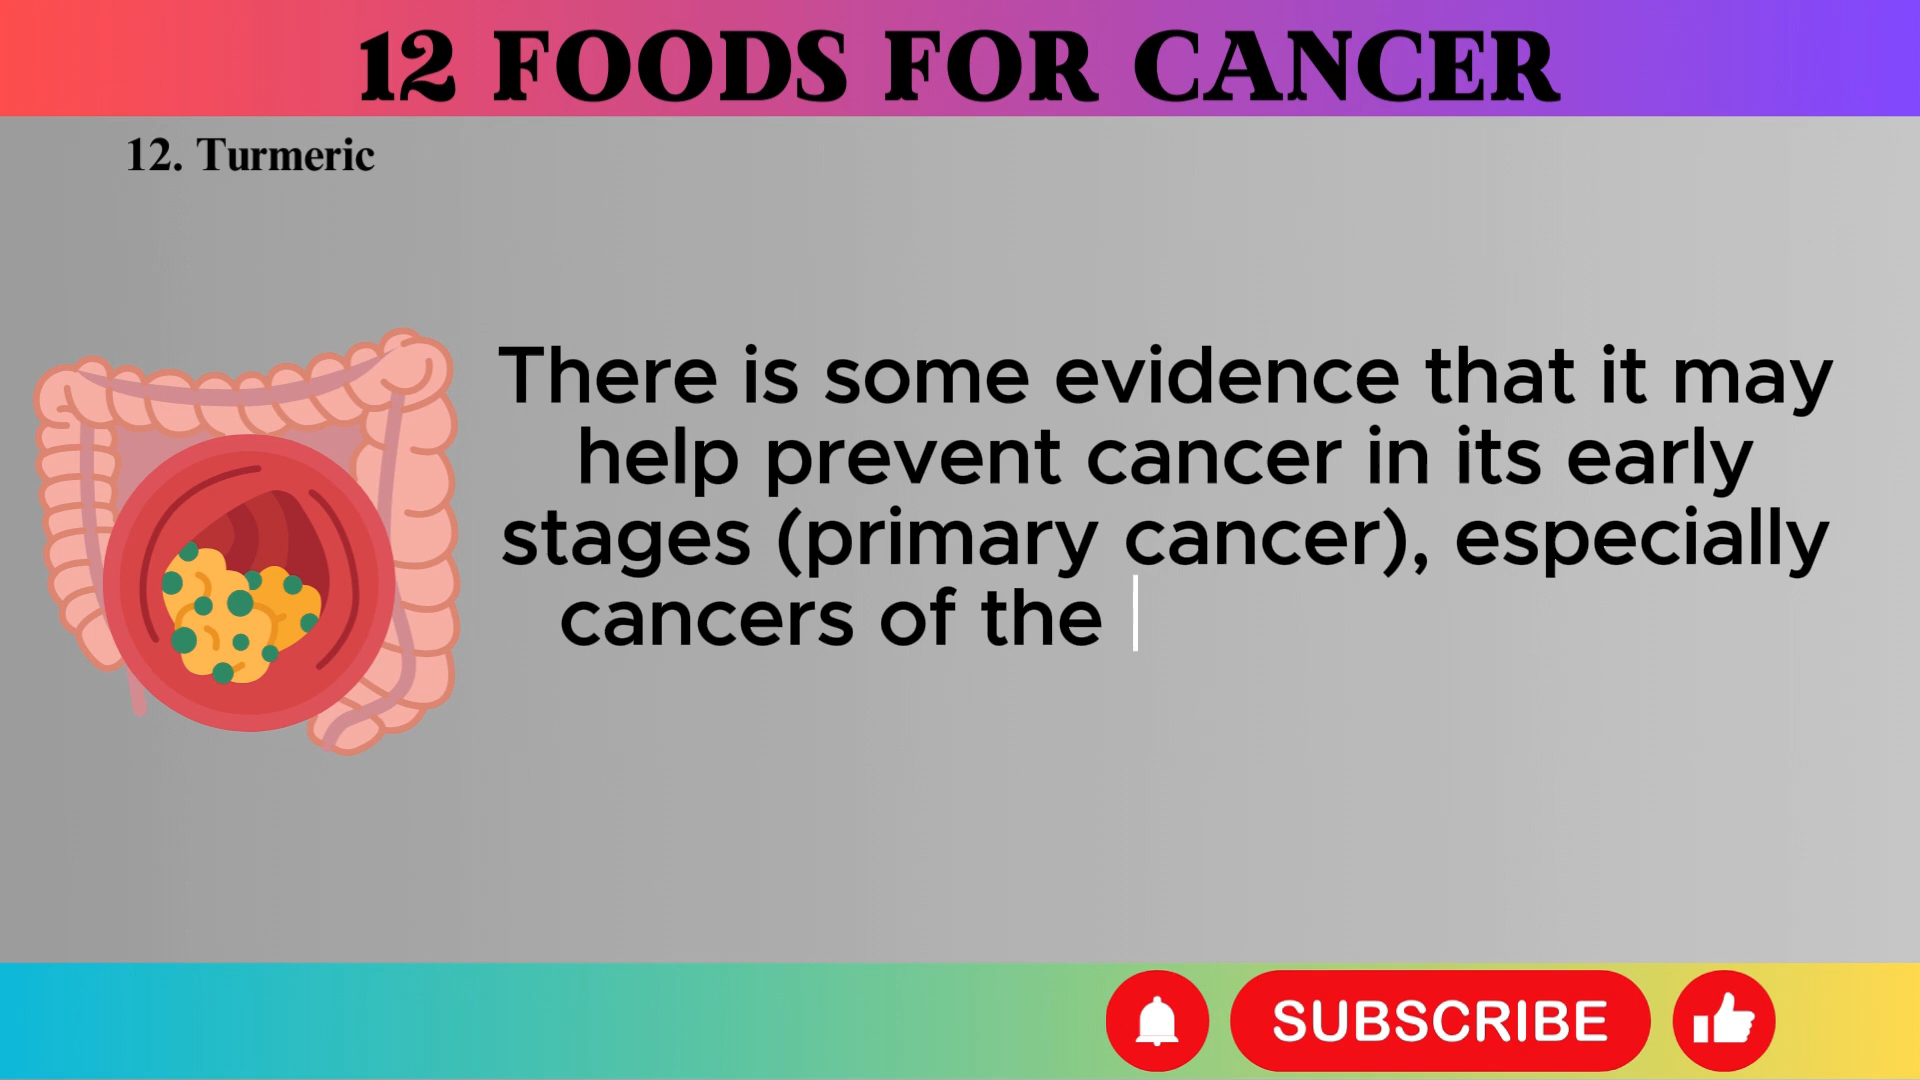 12 FOODS FOR CANCER
12. Turmeric
There is some evidence that it may
help prevent cancer in its early
stages (primary cancer), especially
cancers of the
SUBSCRIBE